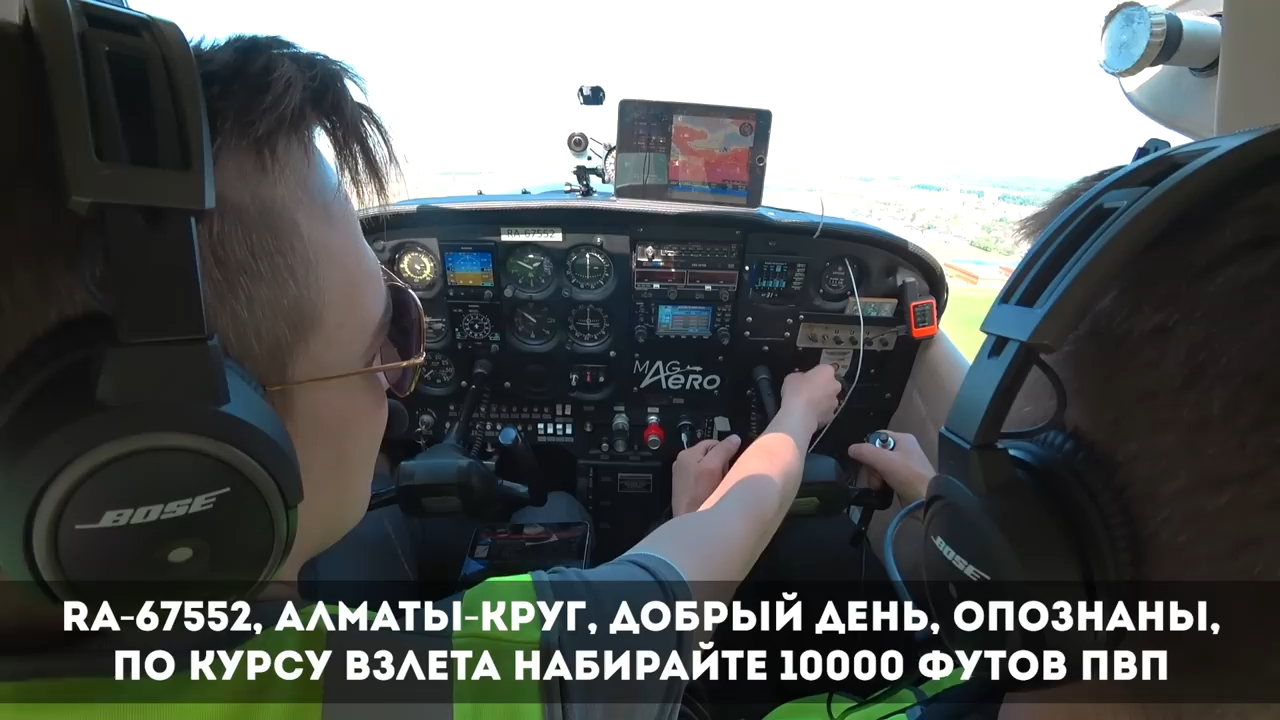 RA-67552
MAG
AERO
BOSE
BOSE
RA-67552, АЛМАТЫ-КРУГ, ДОБРЫЙ ДЕНЬ, ОПОЗНАНЫ,
ПО КУРСУ ВЗЛЕТА НАБИРАЙТЕ 10000 ФУТОВ ПВП